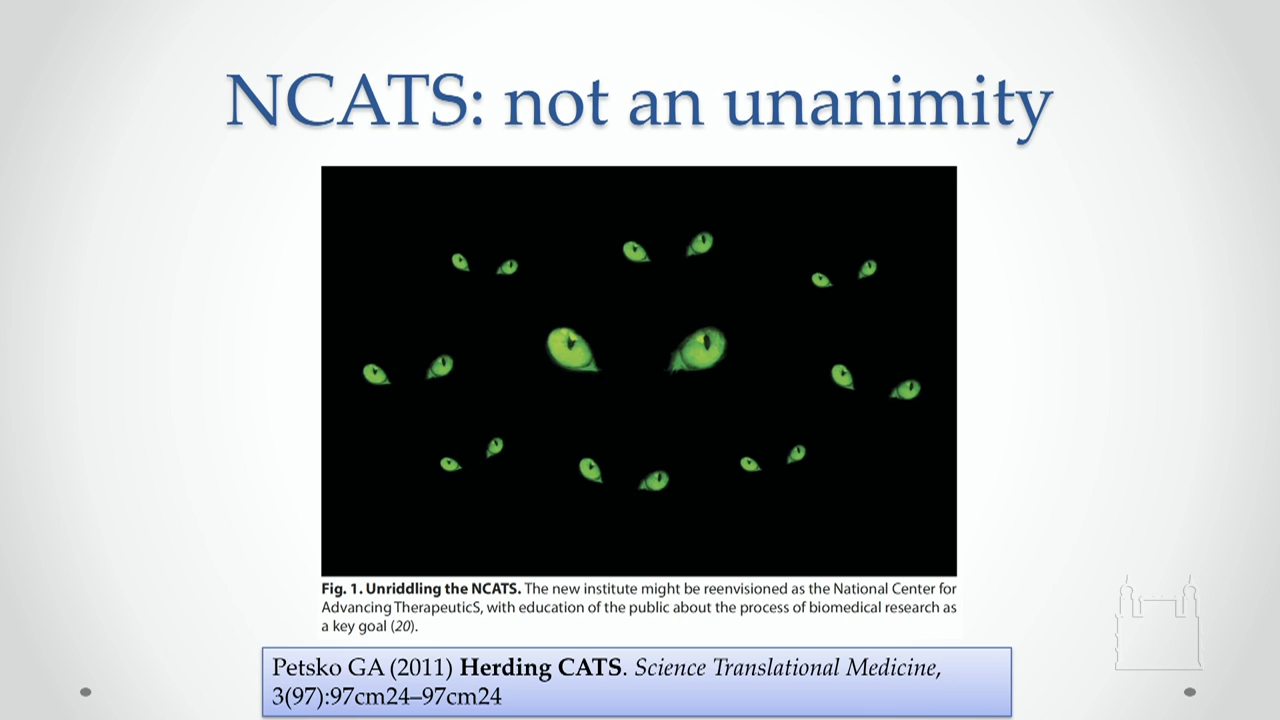 NCATS: not an unanimity
Fig. 1. Unriddling the NCATS. The new institute might be reenvisioned as the National Center for
Advancing TherapeuticS, with education of the public about the process of biomedical research as
a key goal (20).
Petsko GA (2011) Herding CATS. Science Translational Medicine,
3(97):97cm24–97cm24